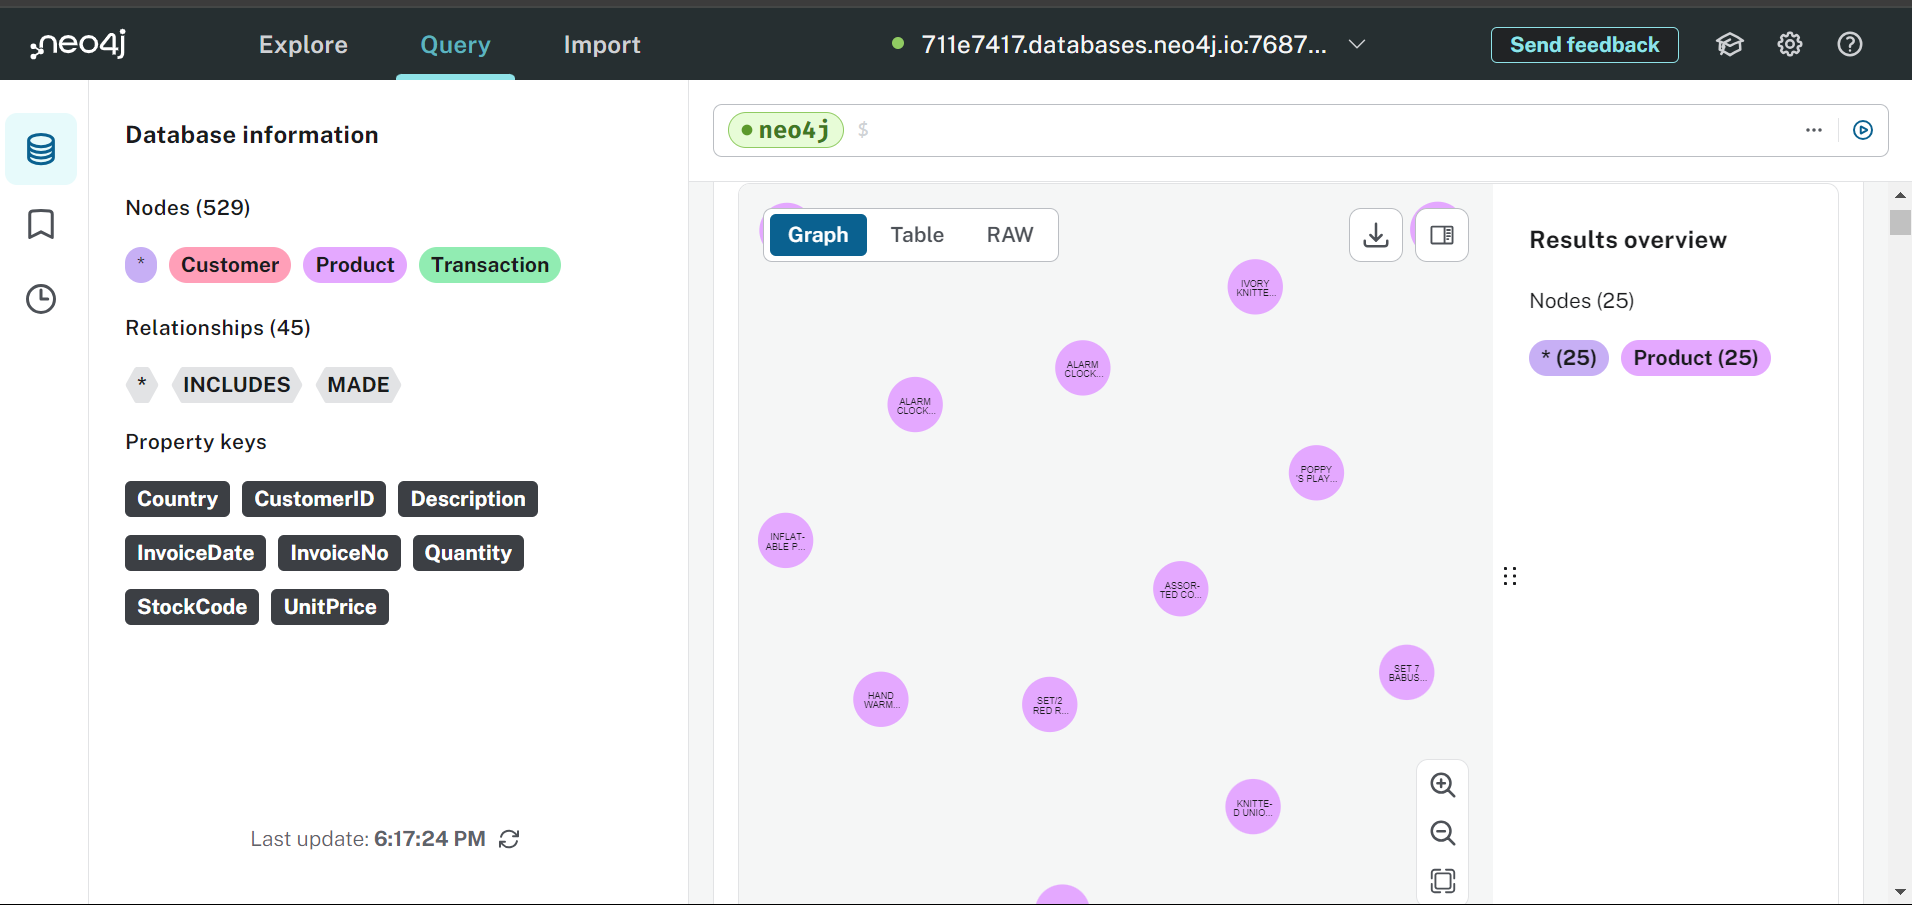 neo4j
Explore
Query
Import
711e7417.databases.neo4j.io:7687...
Send feedback
Database information
Nodes (529)
*
Customer
Product
Transaction
Relationships (45)
*
INCLUDES
MADE
Property keys
Country
CustomerID
Description
InvoiceDate
InvoiceNo
Quantity
StockCode
UnitPrice
Last update: 6:17:24 PM
neo4j
$
Graph
Table
RAW
IVORY
KNITTE...
ALARM
CLOCK...
ALARM
CLOCK...
POPPY
'S PLAY...
INFLAT-
ABLE P...
ASSOR-
TED CO...
SET 7
BABUS...
HAND
WARM...
SET/2
RED R...
KNITTE-
D UNIO...
Results overview
Nodes (25)
* (25)
Product (25)